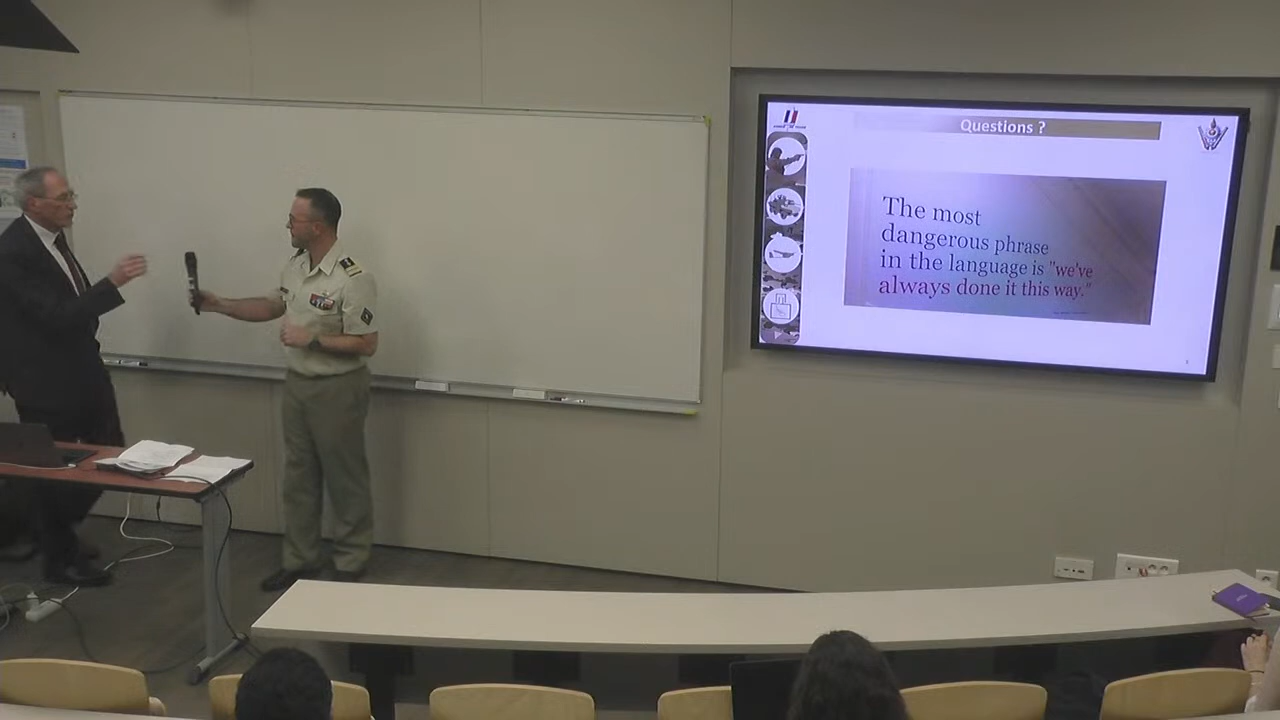 Questions ?
The most
dangerous phrase
in the language is "we've
always done it this way."